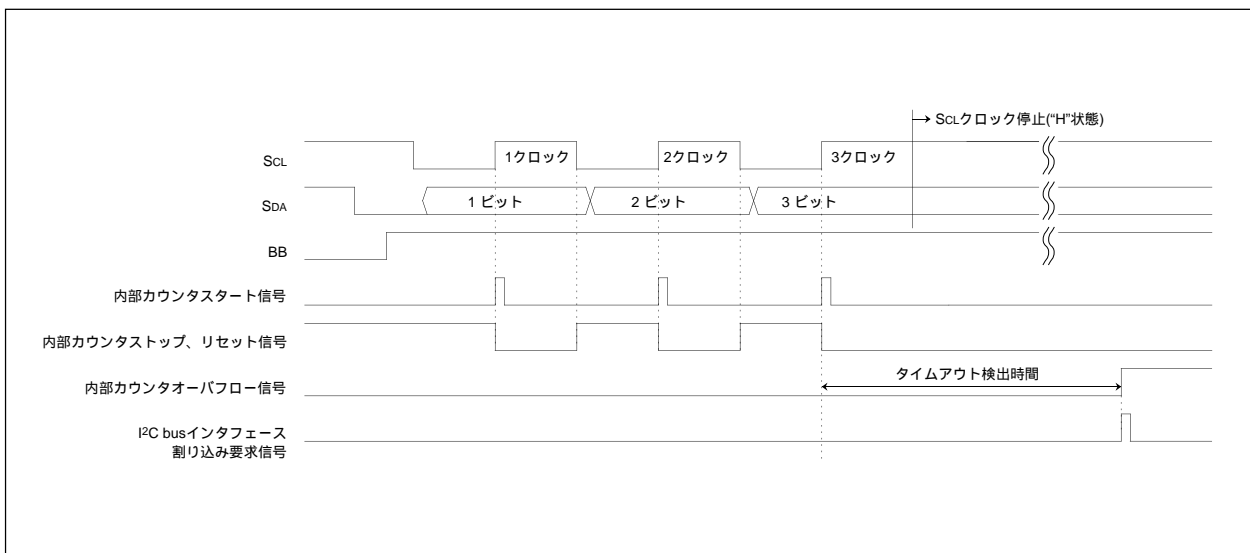 → SCLクロック停止("H"状態)
SCL
1クロック
2クロック
3クロック
SDA
1 ビット
2 ビット
3 ビット
BB
内部カウンタスタート信号
内部カウンタストップ、リセット信号
内部カウンタオーバフロー信号
タイムアウト検出時間
I2C busインタフェース
割り込み要求信号